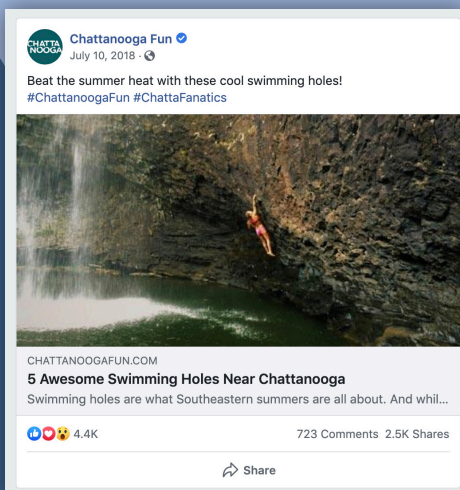 CHATTA
NOOGA
Chattanooga Fun
July 10, 2018 ·
Beat the summer heat with these cool swimming holes!
#ChattanoogaFun #ChattaFanatics
CHATTANOOGAFUN.COM
5 Awesome Swimming Holes Near Chattanooga
Swimming holes are what Southeastern summers are all about. And whil...
4.4K
723 Comments 2.5K Shares
Share